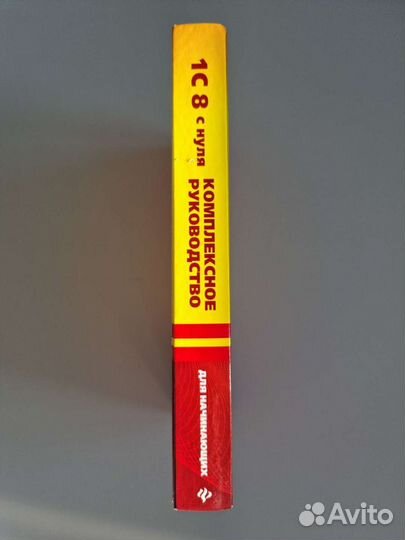 1С 8 с нуля
КОМПЛЕКСНОЕ
РУКОВОДСТВО
для начинающих
Avito